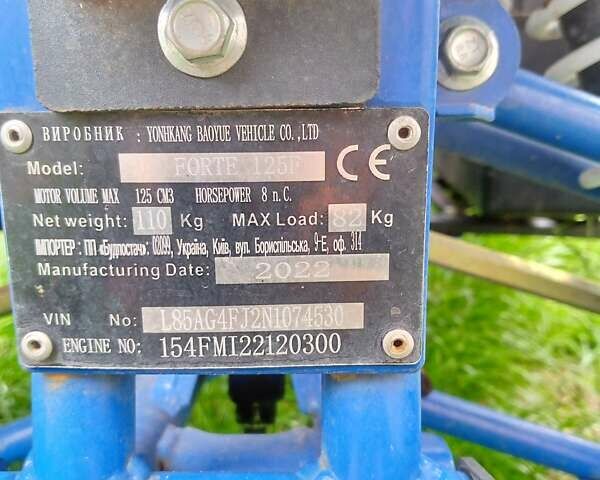 ВИРОБНИК : YONHKANG BAOYUE VEHICLE CO.,LTD
Model: FORTE 125F CE
MOTOR VOLUME MAX 125 CM3 HORSEPOWER 8 п.С.
Net weight: 110 Kg MAX Load: 82 Kg
ІМПОРТЕР: ПП «Будпостач»: 02099, Україна, Київ, вул. Бориспільська, 9-Е, оф. 314
Manufacturing Date: 2022
VIN No: L85AG4FJ2N1074530
ENGINE NO: 154FMI22120300